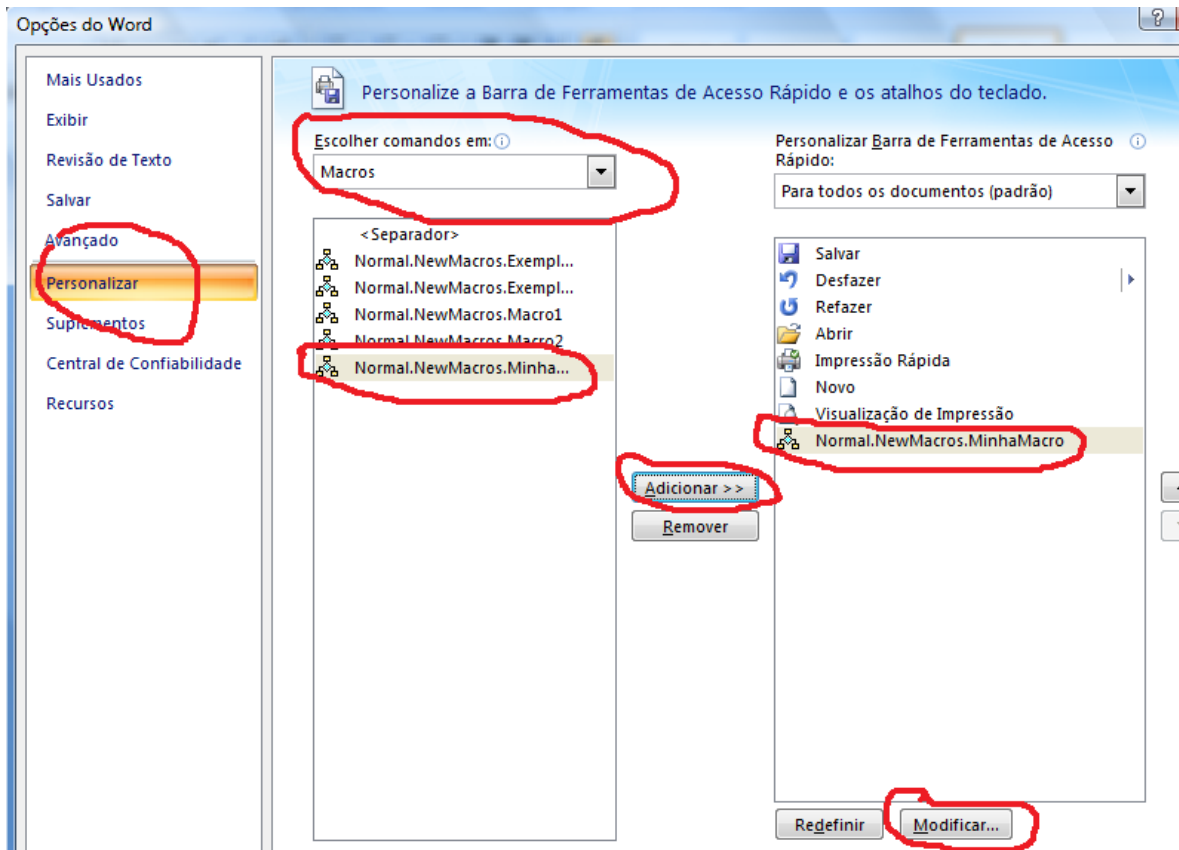 Opções do Word
?
Mais Usados
Exibir
Revisão de Texto
Salvar
Avançado
Personalizar
Suplementos
Central de Confiabilidade
Recursos
Personalize a Barra de Ferramentas de Acesso Rápido e os atalhos do teclado.
Escolher comandos em:
Macros
<Separador>
Normal.NewMacros.Exempl...
Normal.NewMacros.Exempl...
Normal.NewMacros.Macro1
Normal.NewMacros.Macro2
Normal.NewMacros.Minha...
Adicionar >>
Remover
Personalizar Barra de Ferramentas de Acesso
Rápido:
Para todos os documentos (padrão)
Salvar
Desfazer
Refazer
Abrir
Impressão Rápida
Novo
Visualização de Impressão
Normal.NewMacros.MinhaMacro
Redefinir
Modificar...